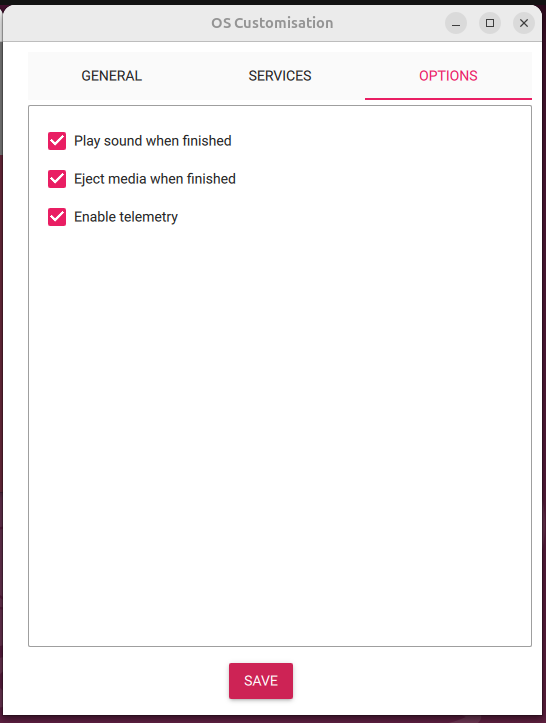 OS Customisation
GENERAL SERVICES OPTIONS
Play sound when finished
Eject media when finished
Enable telemetry
SAVE